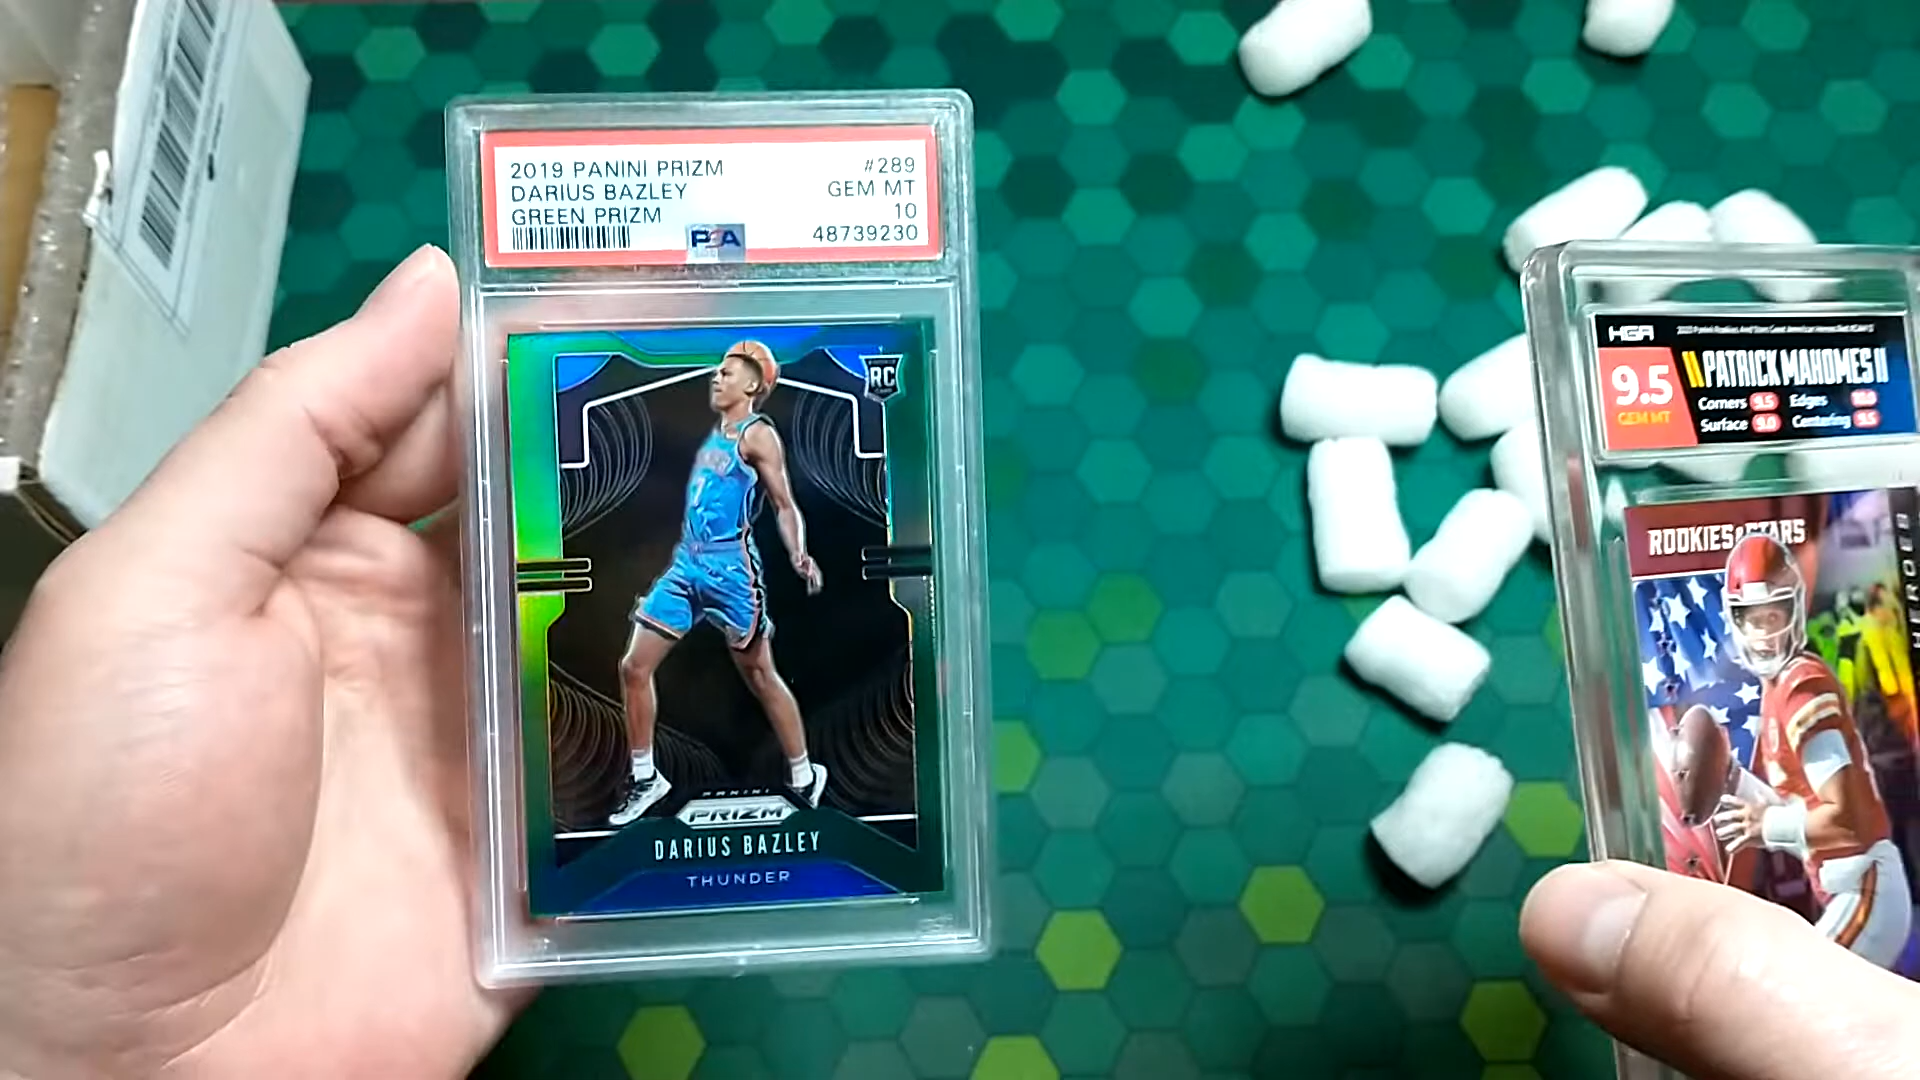 2019 PANINI PRIZM #289
DARIUS BAZLEY GEM MT
GREEN PRIZM 10
PSA 48739230
RC
PANINI
PRIZM
DARIUS BAZLEY
THUNDER
HGA
9.5
GEM MT
PATRICK MAHOMES II
Corners 9.5 Edges 10.0
Surface 9.0 Centering 9.5
ROOKIES & STARS
HEROES